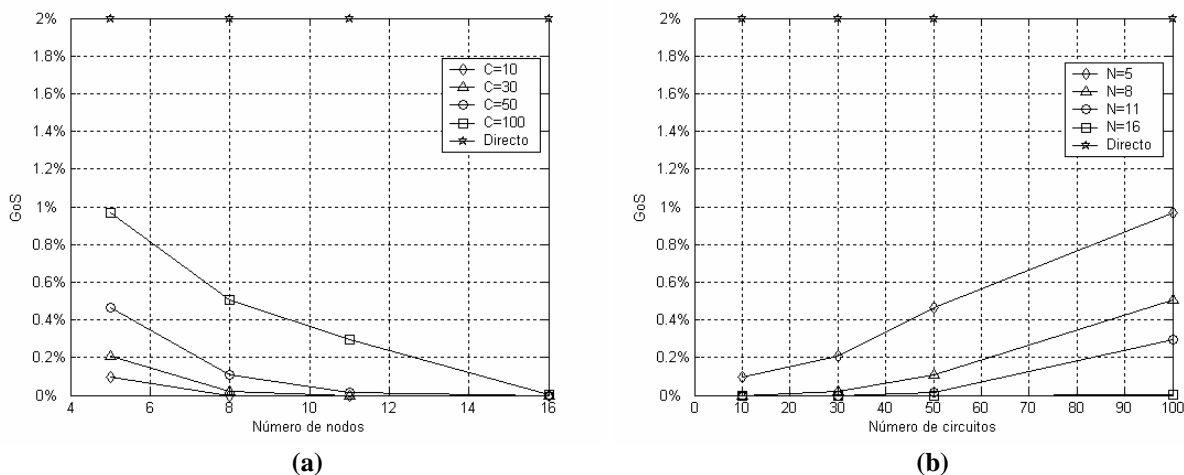 2%
1.8%
1.6%
1.4%
1.2%
1%
0.8%
0.6%
0.4%
0.2%
0%
GoS
4 6 8 10 12 14 16
Número de nodos
C=10
C=30
C=50
C=100
Directo
(a)
2%
1.8%
1.6%
1.4%
1.2%
1%
0.8%
0.6%
0.4%
0.2%
0%
GoS
0 10 20 30 40 50 60 70 80 90 100
Número de circuitos
N=5
N=8
N=11
N=16
Directo
(b)